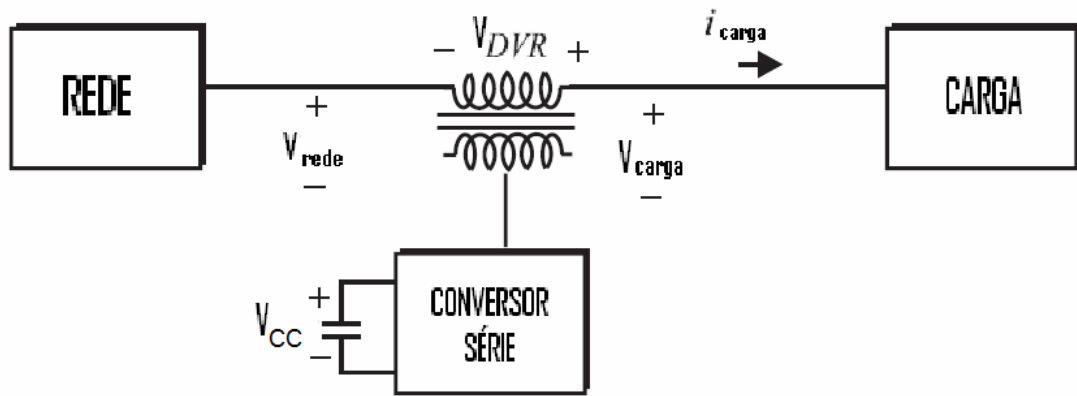 REDE
− V_DVR +
i_carga
CARGA
+
V_rede
−
+
V_carga
−
CONVERSOR
SÉRIE
+
V_CC
−